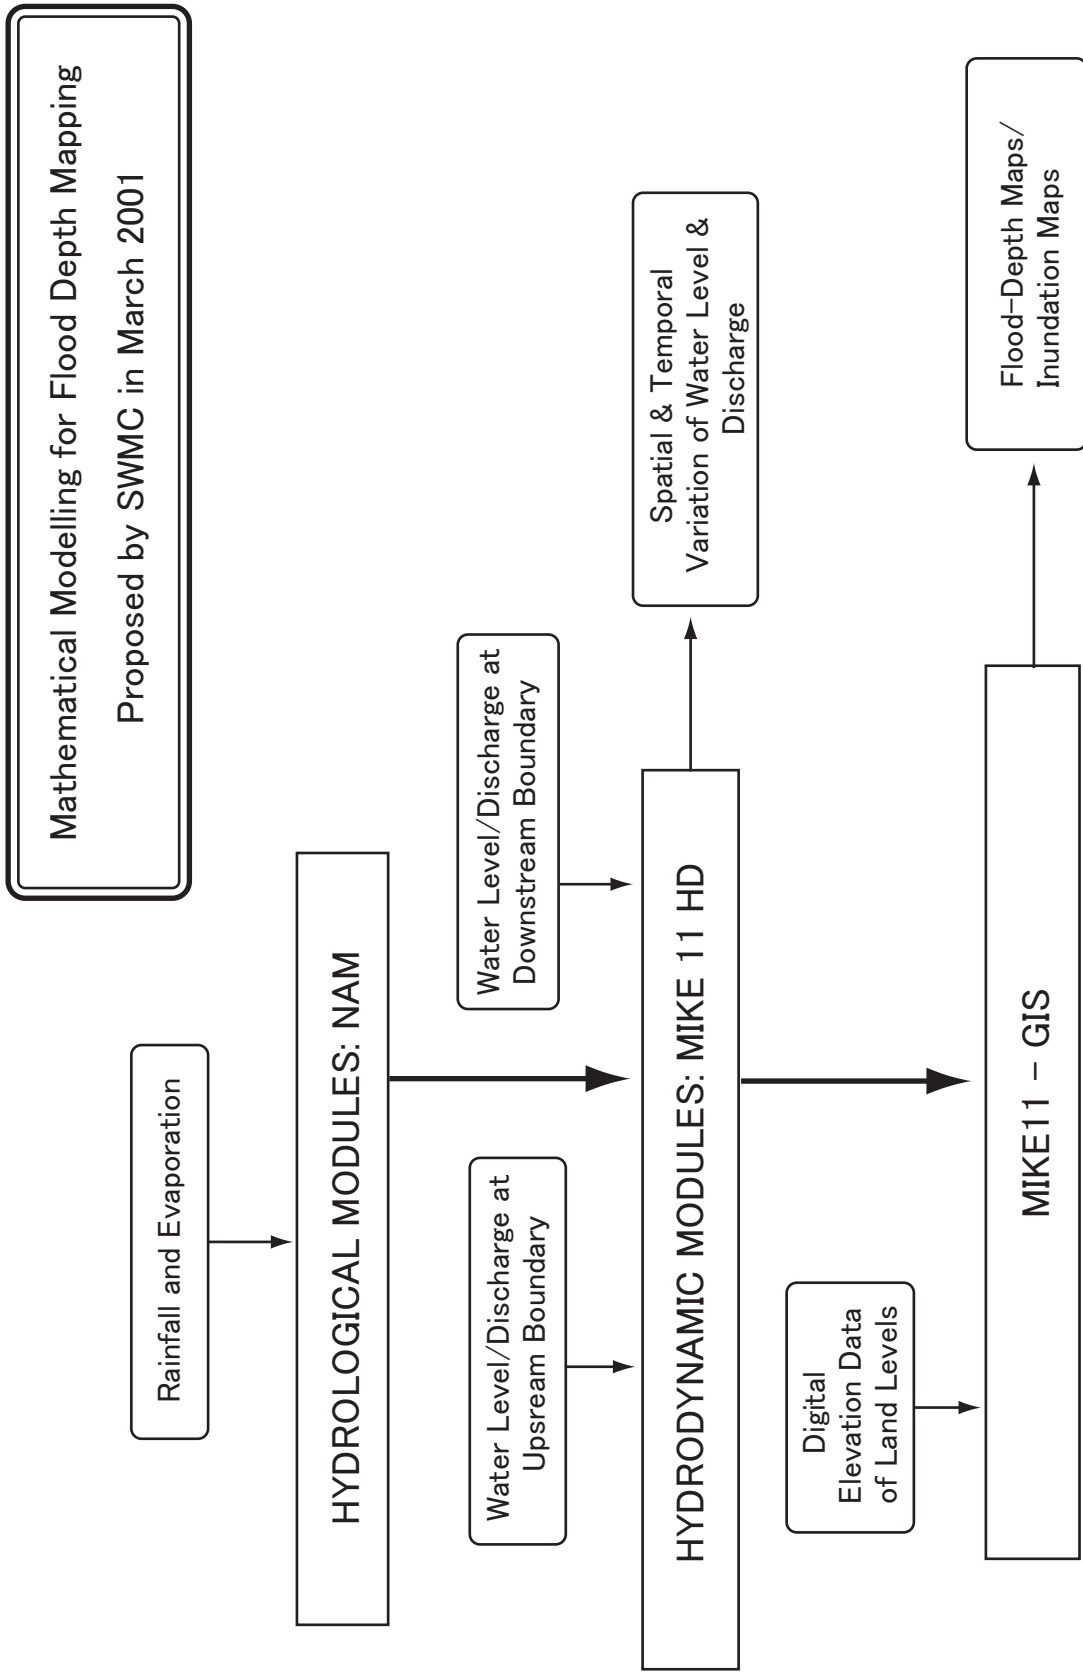 Mathematical Modelling for Flood Depth Mapping
Proposed by SWMC in March 2001
Rainfall and Evaporation
HYDROLOGICAL MODULES: NAM
Water Level/Discharge at
Upsream Boundary
Water Level/Discharge at
Downstream Boundary
HYDRODYNAMIC MODULES: MIKE 11 HD
Spatial & Temporal
Variation of Water Level &
Discharge
Digital
Elevation Data
of Land Levels
MIKE11 – GIS
Flood-Depth Maps/
Inundation Maps